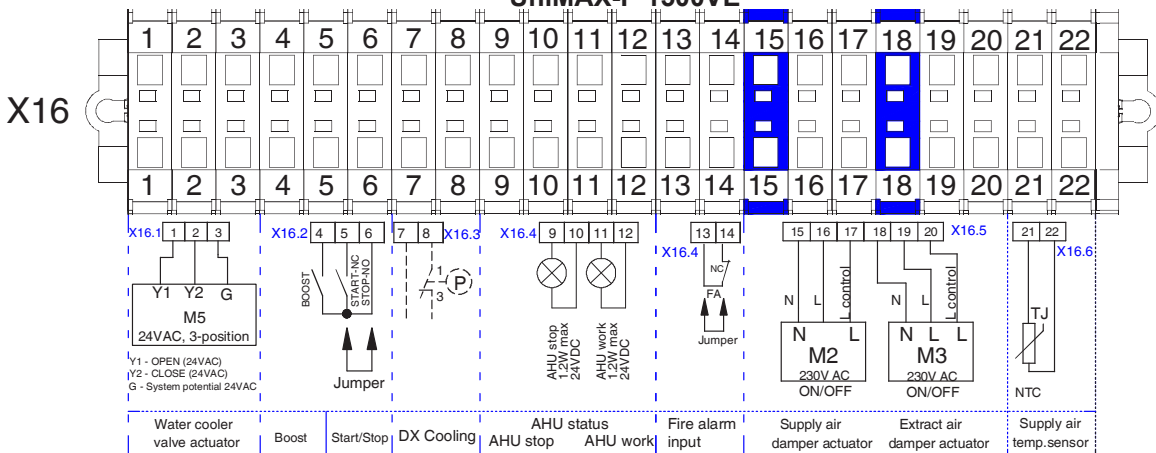 UniMAX-P 1500VE
1 2 3 4 5 6 7 8 9 10 11 12 13 14 15 16 17 18 19 20 21 22
X16
1 2 3 4 5 6 7 8 9 10 11 12 13 14 15 16 17 18 19 20 21 22
X16.1 1 2 3
X16.2 4 5 6
7 8 X16.3
X16.4 9 10 11 12
13 14
X16.4
15 16 17 18 19 20 X16.5
21 22
X16.6
Y1 Y2 G
M5
24VAC, 3-position
Y1 - OPEN (24VAC)
Y2 - CLOSE (24VAC)
G - System potential 24VAC
BOOST
START-NC
STOP-NO
Jumper
1
P
3
AHU stop
1.2W max
24VDC
AHU work
1.2W max
24VDC
NC
FA
Jumper
N L L control
N L
M2
230V AC
ON/OFF
N L L control
N L L
M3
230V AC
ON/OFF
TJ
NTC
Water cooler
valve actuator
Boost
Start/Stop
DX Cooling
AHU status
AHU stop AHU work
Fire alarm
input
Supply air
damper actuator
Extract air
damper actuator
Supply air
temp.sensor